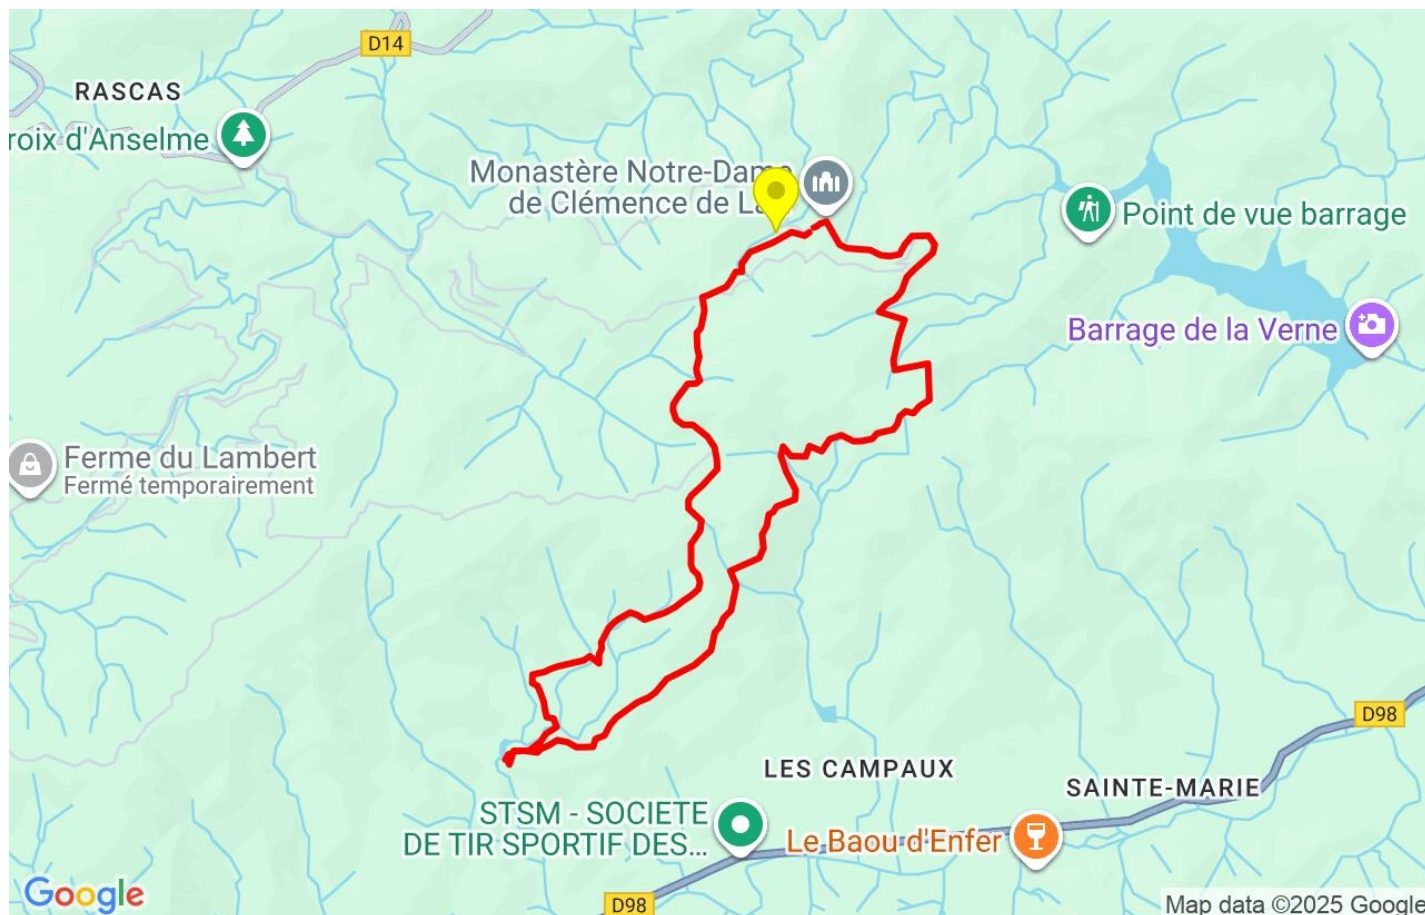 D14
RASCAS
roix d'Anselme
Monastère Notre-Dame
de Clémence de La
Point de vue barrage
Barrage de la Verne
Ferme du Lambert
Fermé temporairement
D98
LES CAMPAUX
SAINTE-MARIE
STSM - SOCIETE
DE TIR SPORTIF DES...
Le Baou d'Enfer
Google
D98
Map data ©2025 Google